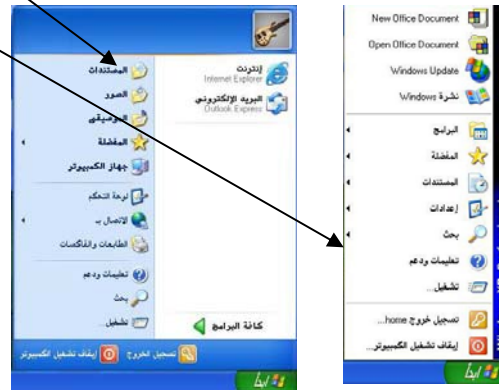 إنترنت
Internet Explorer
البريد الإلكتروني
Outlook Express
كافة البرامج
المستندات
الصور
الموسيقى
المفضلة
جهاز الكمبيوتر
لوحة التحكم
الاتصال بـ
الطابعات والفاكسات
تعليمات ودعم
بحث
تشغيل...
تسجيل الخروج
إيقاف تشغيل الكمبيوتر
ابدأ
New Office Document
Open Office Document
Windows Update
نشرة Windows
البرامج
المفضلة
المستندات
إعدادات
بحث
تعليمات ودعم
تشغيل...
تسجيل خروج home...
إيقاف تشغيل الكمبيوتر...
ابدأ